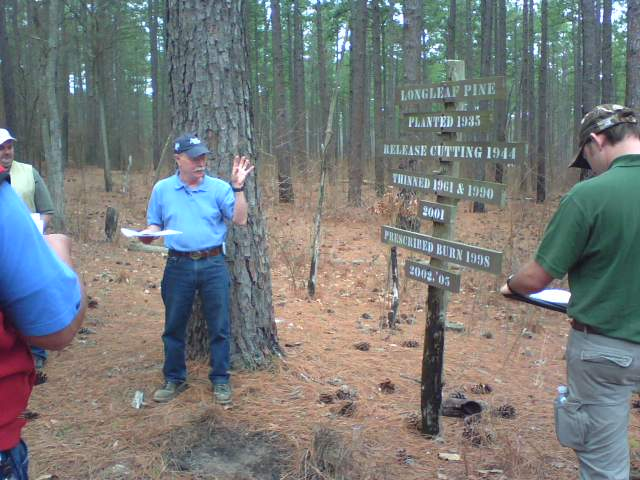 LONGLEAF PINE
PLANTED 1935
RELEASE CUTTING 1944
THINNED 1961 & 1990
2001
PRESCRIBED BURN 1998
2002,'05